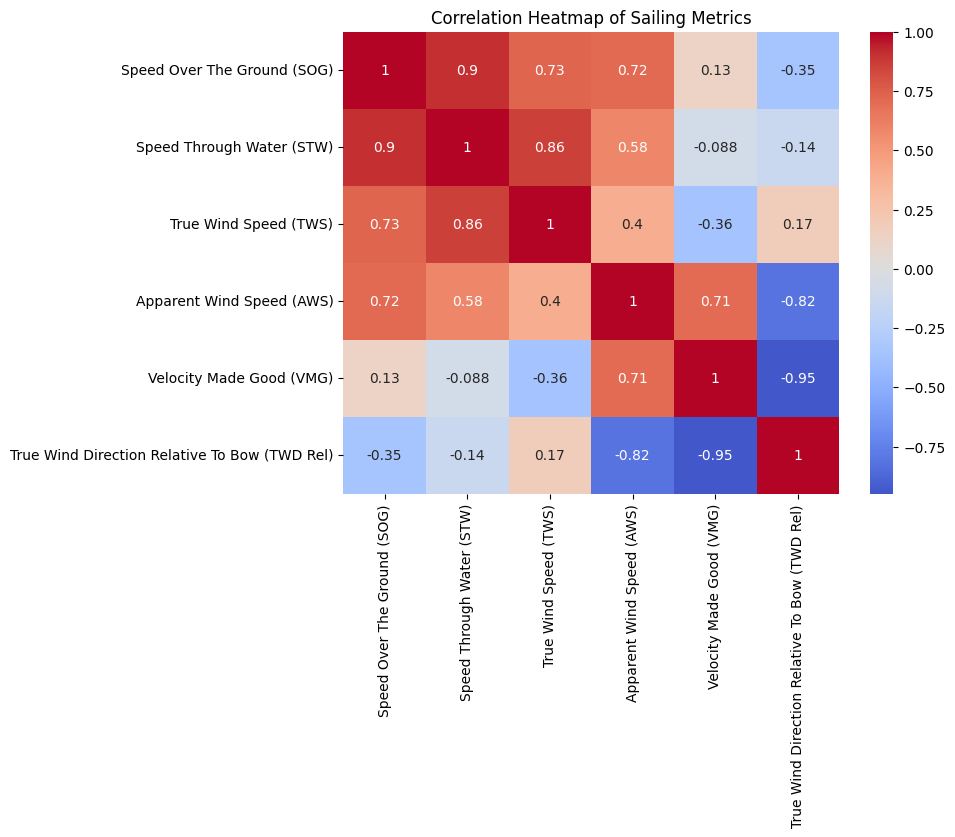 Correlation Heatmap of Sailing Metrics
Speed Over The Ground (SOG) 1 0.9 0.73 0.72 0.13 -0.35
Speed Through Water (STW) 0.9 1 0.86 0.58 -0.088 -0.14
True Wind Speed (TWS) 0.73 0.86 1 0.4 -0.36 0.17
Apparent Wind Speed (AWS) 0.72 0.58 0.4 1 0.71 -0.82
Velocity Made Good (VMG) 0.13 -0.088 -0.36 0.71 1 -0.95
True Wind Direction Relative To Bow (TWD Rel) -0.35 -0.14 0.17 -0.82 -0.95 1
Speed Over The Ground (SOG)
Speed Through Water (STW)
True Wind Speed (TWS)
Apparent Wind Speed (AWS)
Velocity Made Good (VMG)
True Wind Direction Relative To Bow (TWD Rel)
1.00
0.75
0.50
0.25
0.00
−0.25
−0.50
−0.75